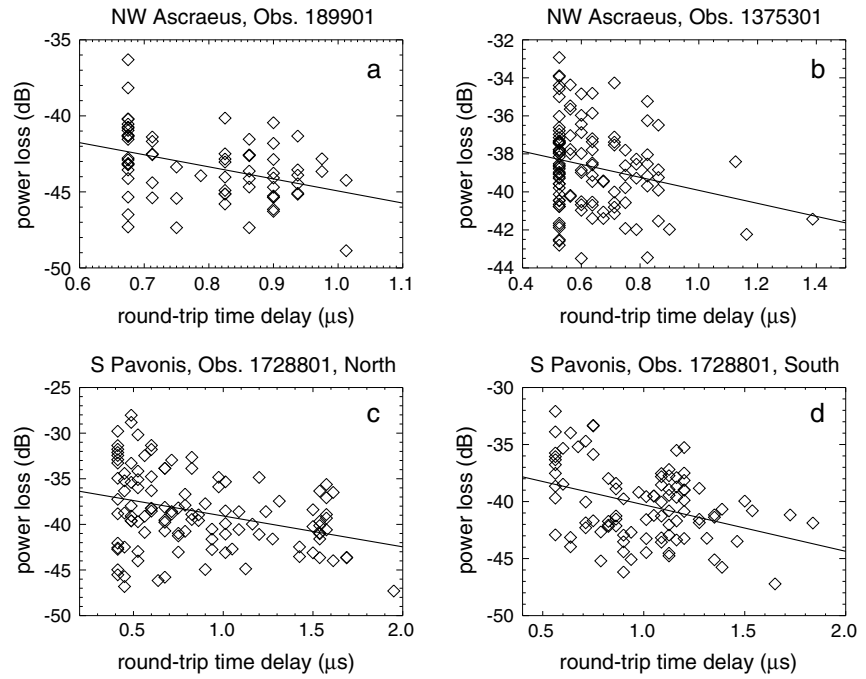 NW Ascraeus, Obs. 189901
a
-35
-40
-45
-50
power loss (dB)
0.6 0.7 0.8 0.9 1.0 1.1
round-trip time delay (μs)
NW Ascraeus, Obs. 1375301
b
-32
-34
-36
-38
-40
-42
-44
power loss (dB)
0.4 0.6 0.8 1.0 1.2 1.4
round-trip time delay (μs)
S Pavonis, Obs. 1728801, North
c
-25
-30
-35
-40
-45
-50
power loss (dB)
0.5 1.0 1.5 2.0
round-trip time delay (μs)
S Pavonis, Obs. 1728801, South
d
-30
-35
-40
-45
-50
power loss (dB)
0.5 1.0 1.5 2.0
round-trip time delay (μs)